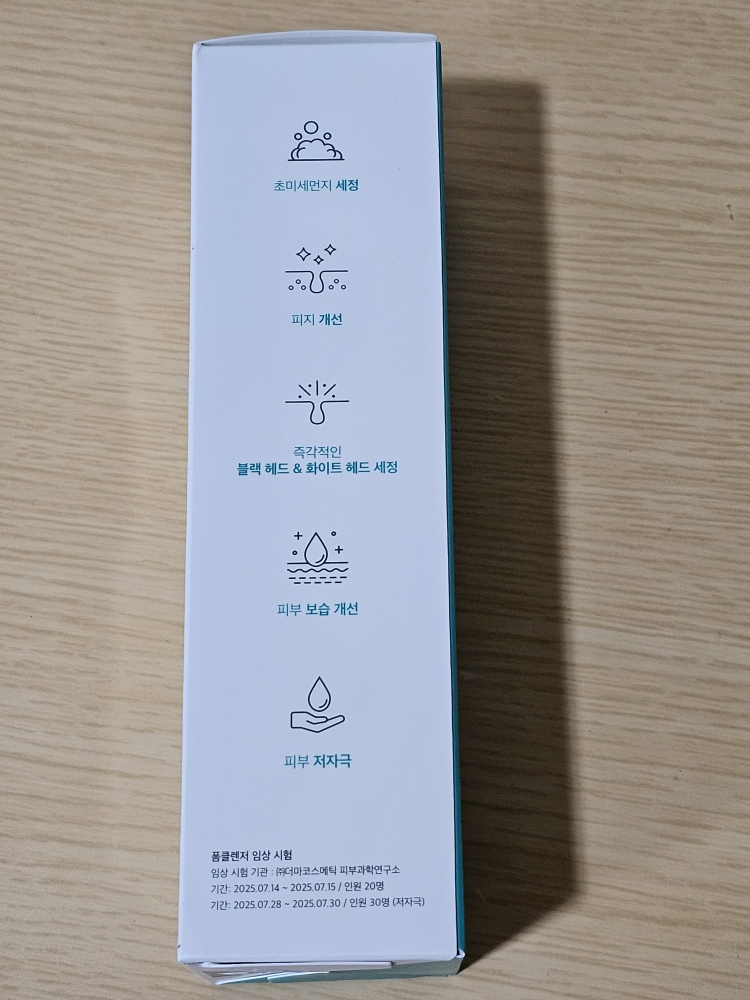 초미세먼지 세정
피지 개선
즉각적인
블랙 헤드 & 화이트 헤드 세정
피부 보습 개선
피부 저자극
폼클렌저 임상 시험
임상 시험 기관 : ㈜더마코스메틱 피부과학연구소
기간: 2025.07.14 ~ 2025.07.15 / 인원 20명
기간: 2025.07.28 ~ 2025.07.30 / 인원 30명 (저자극)